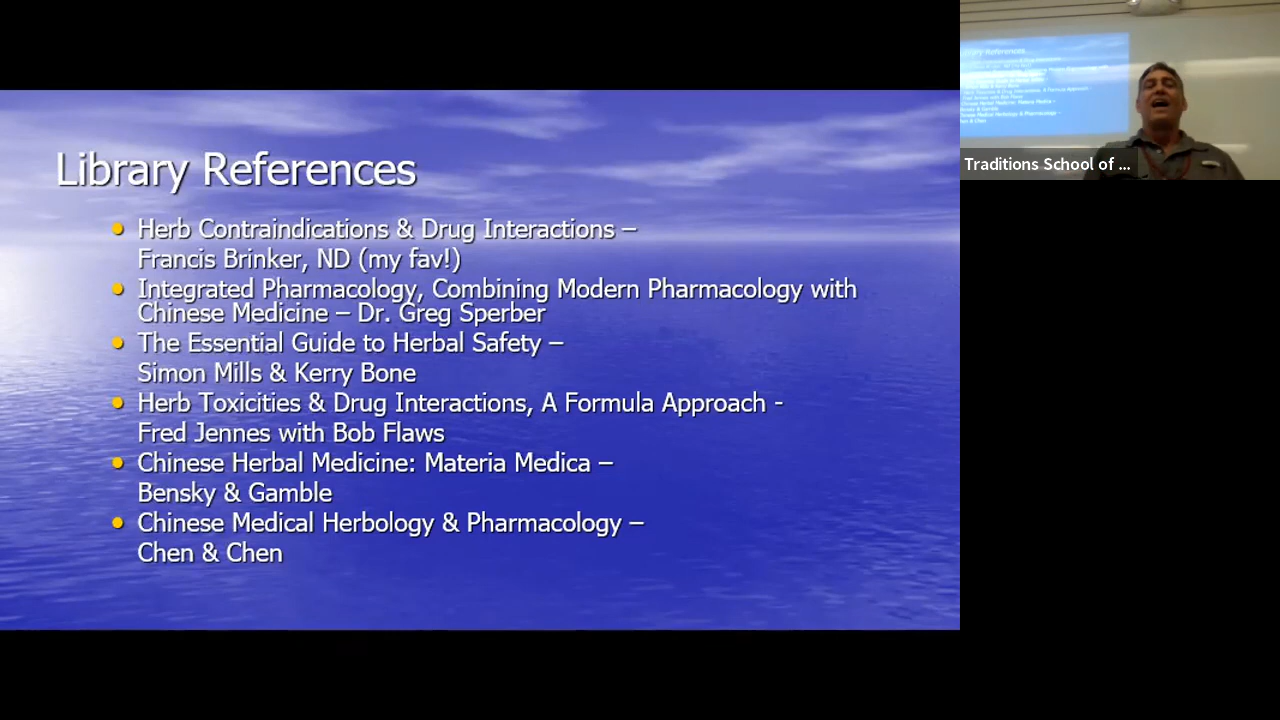 Library References
Herb Contraindications & Drug Interactions –
Francis Brinker, ND (my fav!)
Integrated Pharmacology, Combining Modern Pharmacology with
Chinese Medicine – Dr. Greg Sperber
The Essential Guide to Herbal Safety –
Simon Mills & Kerry Bone
Herb Toxicities & Drug Interactions, A Formula Approach -
Fred Jennes with Bob Flaws
Chinese Herbal Medicine: Materia Medica –
Bensky & Gamble
Chinese Medical Herbology & Pharmacology –
Chen & Chen
Traditions School of ...